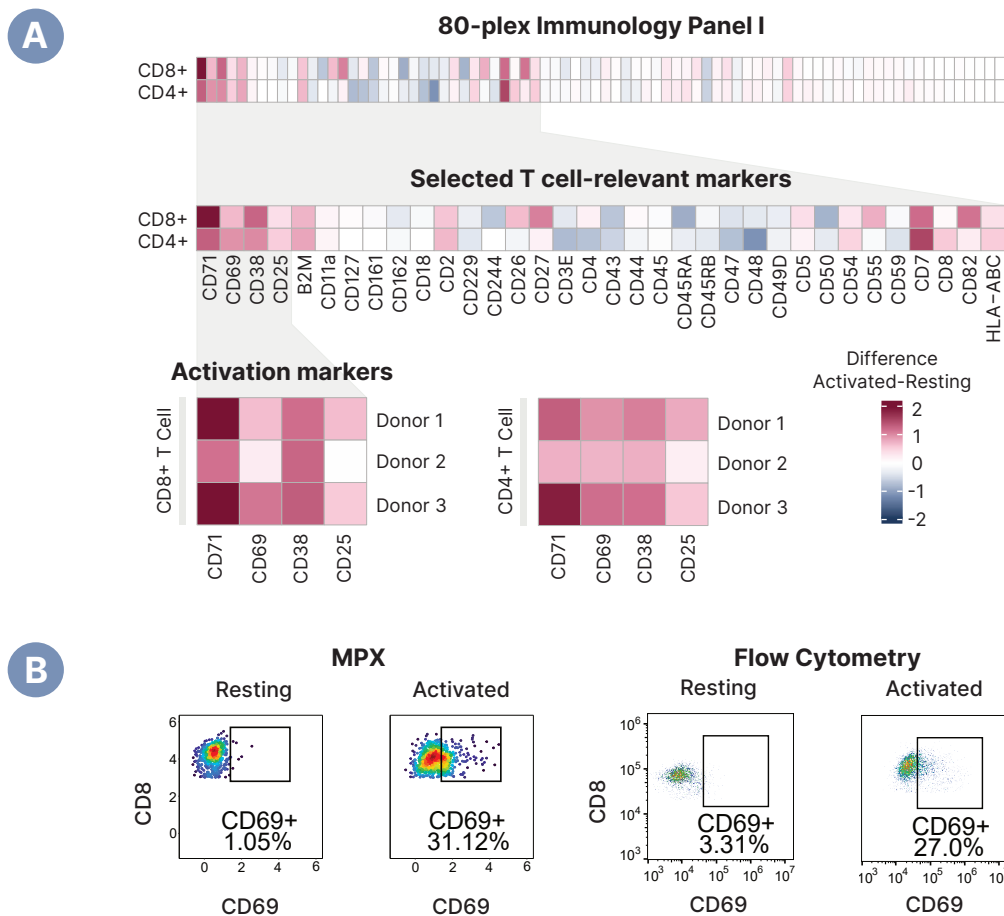 A
80-plex Immunology Panel I
CD8+
CD4+
Selected T cell-relevant markers
CD8+
CD4+
CD71 CD69 CD38 CD25 B2M CD11a CD127 CD161 CD162 CD18 CD2 CD229 CD244 CD26 CD27 CD3E CD4 CD43 CD44 CD45 CD45RA CD45RB CD47 CD48 CD49D CD5 CD50 CD54 CD55 CD59 CD7 CD8 CD82 HLA-ABC
Activation markers
CD8+ T Cell
Donor 1
Donor 2
Donor 3
CD71 CD69 CD38 CD25
CD4+ T Cell
Donor 1
Donor 2
Donor 3
CD71 CD69 CD38 CD25
Difference
Activated-Resting
2
1
0
-1
-2
B
MPX
Resting Activated
CD8
6
4
2
0
CD69+
1.05%
0 2 4 6
CD69
CD69+
31.12%
0 2 4 6
CD69
Flow Cytometry
Resting Activated
CD8
10⁶
10⁵
10⁴
10³
CD69+
3.31%
10³ 10⁴ 10⁵ 10⁶ 10⁷
CD69
CD69+
27.0%
10³ 10⁴ 10⁵ 10⁶ 10
CD69